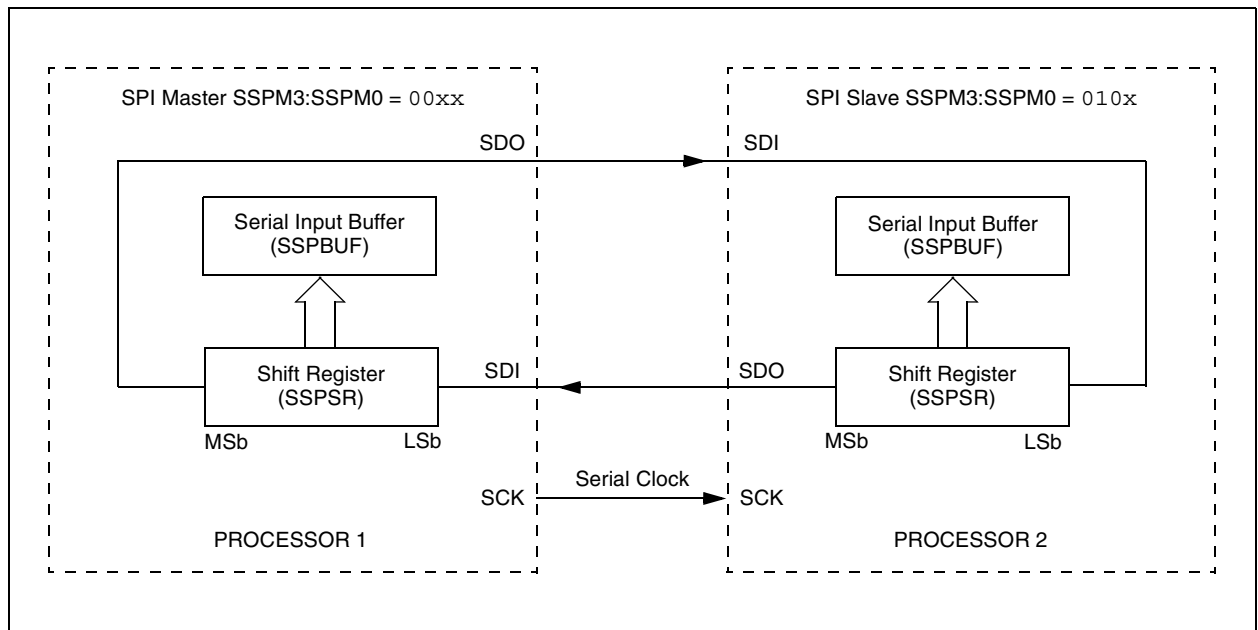 SPI Master SSPM3:SSPM0 = 00xx
SPI Slave SSPM3:SSPM0 = 010x
SDO
SDI
Serial Input Buffer
(SSPBUF)
Serial Input Buffer
(SSPBUF)
Shift Register
(SSPSR)
SDI
SDO
Shift Register
(SSPSR)
MSb
LSb
MSb
LSb
Serial Clock
SCK
SCK
PROCESSOR 1
PROCESSOR 2